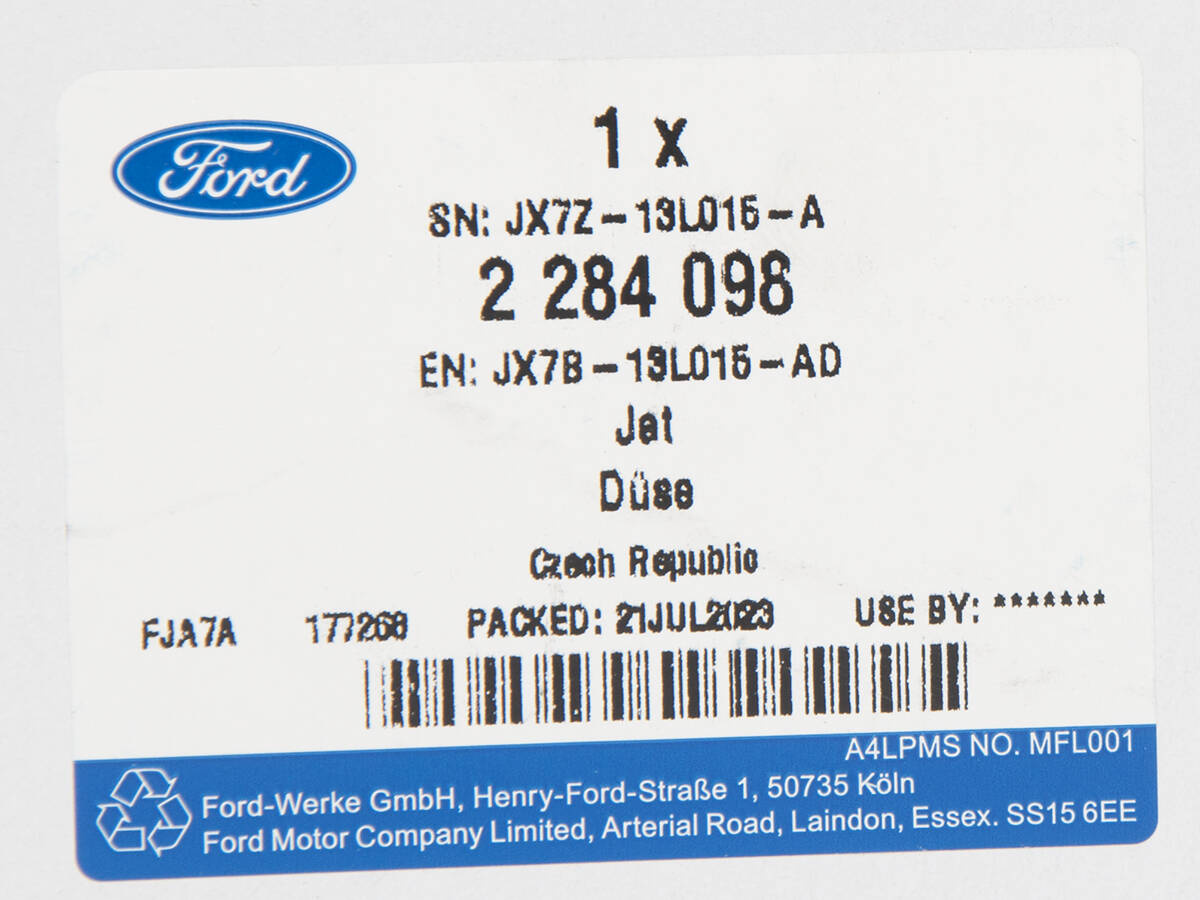 Ford
1 x
SN: JX7Z-13L015-A
2 284 098
EN: JX7B-13L015-AD
Jet
Düse
Czech Republic
FJA7A 177268 PACKED: 21JUL2023 USE BY: *******
A4LPMS NO. MFL001
Ford-Werke GmbH, Henry-Ford-Straße 1, 50735 Köln
Ford Motor Company Limited, Arterial Road, Laindon, Essex. SS15 6EE